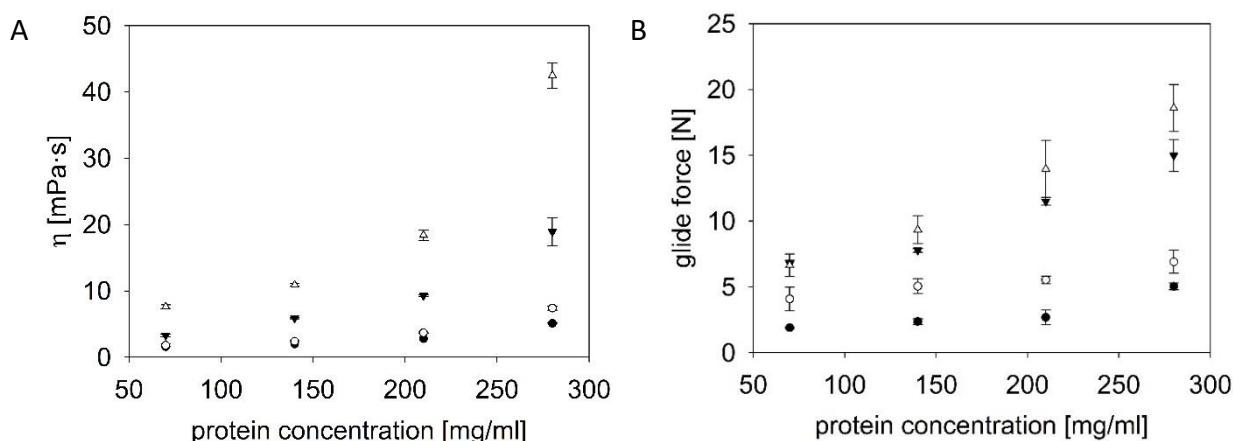 A
η [mPa·s]
50
40
30
20
10
0
50 100 150 200 250 300
protein concentration [mg/ml]
B
glide force [N]
25
20
15
10
5
0
50 100 150 200 250 300
protein concentration [mg/ml]